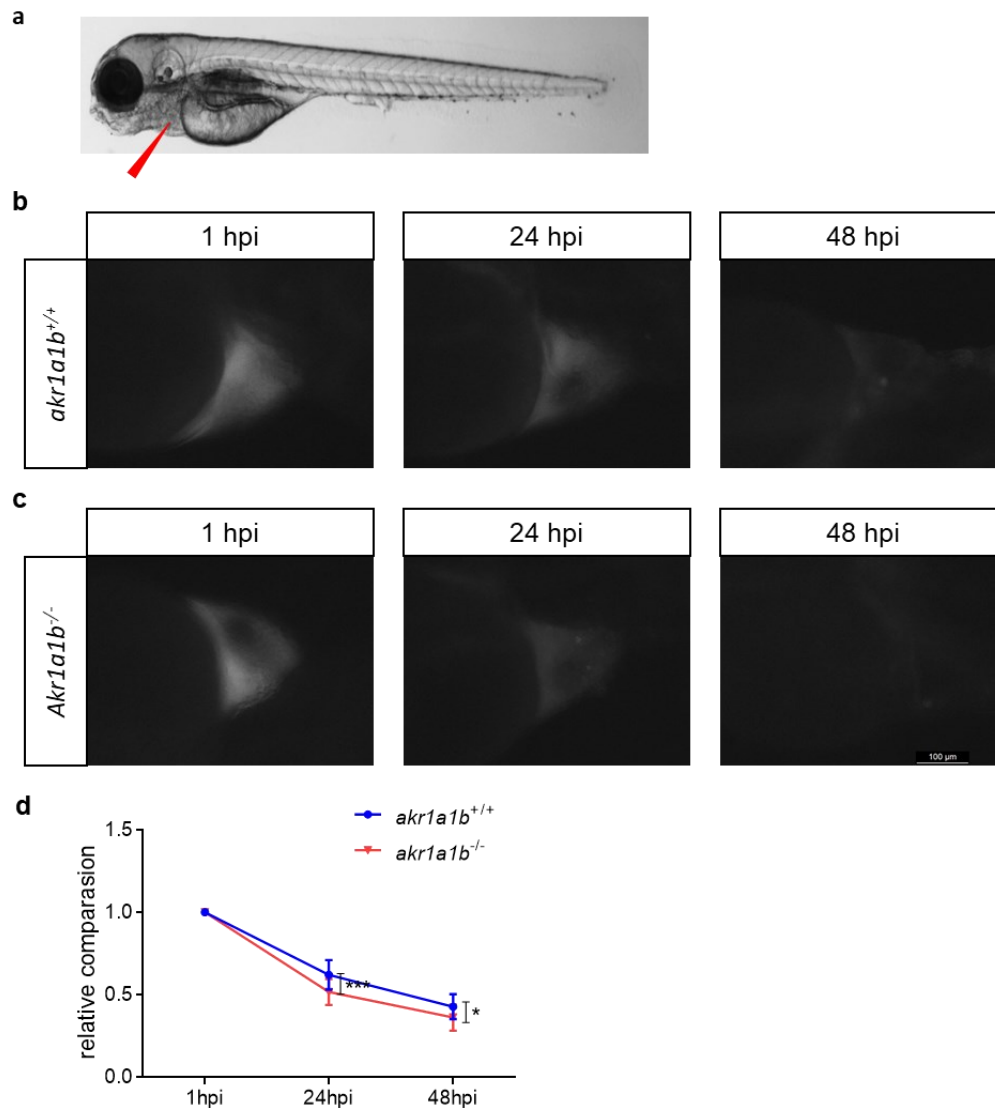 a
b
1 hpi 24 hpi 48 hpi
akr1a1b+/+
c
1 hpi 24 hpi 48 hpi
Akr1a1b-/-
100 µm
d
akr1a1b+/+
akr1a1b-/-
relative comparasion
1.5
1.0
0.5
0.0
***
*
1hpi 24hpi 48hpi